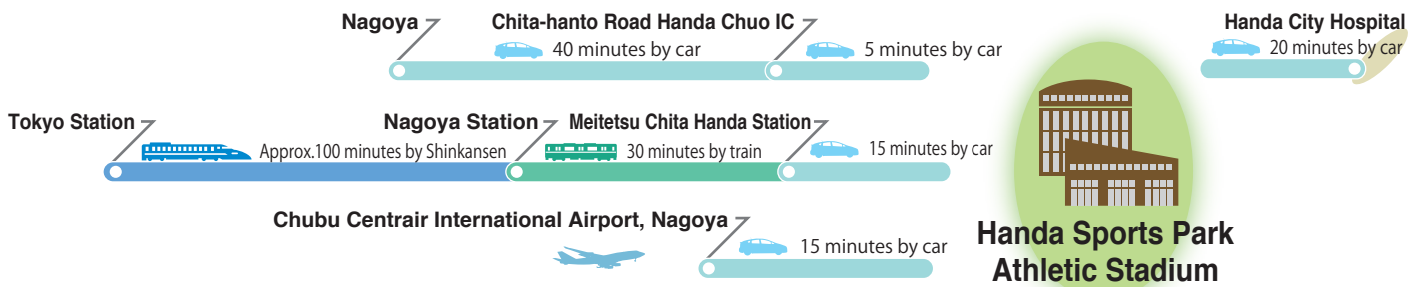 Nagoya
Chita-hanto Road Handa Chuo IC
Handa City Hospital
40 minutes by car
5 minutes by car
20 minutes by car
Tokyo Station
Nagoya Station
Meitetsu Chita Handa Station
Approx.100 minutes by Shinkansen
30 minutes by train
15 minutes by car
Chubu Centrair International Airport, Nagoya
15 minutes by car
Handa Sports Park
Athletic Stadium